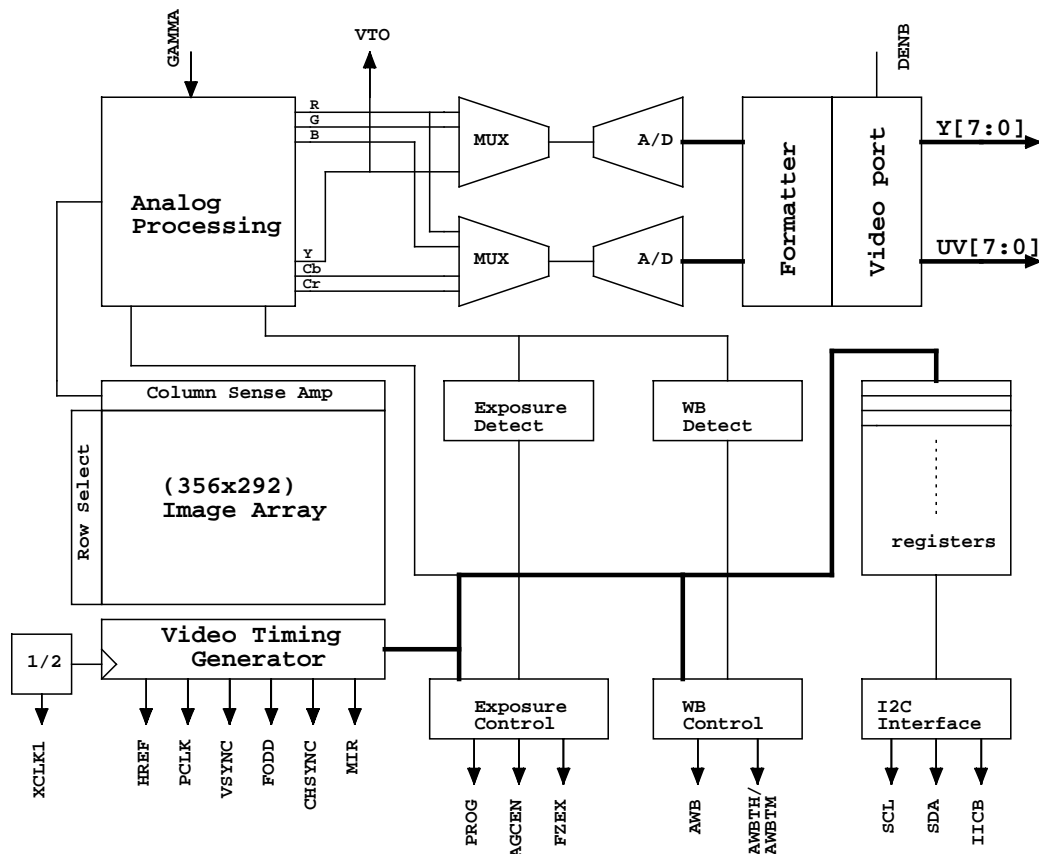 GAMMA
VTO
DENB
R
G
B
MUX
A/D
Y[7:0]
Analog
Processing
Formatter
Video port
Y
Cb
Cr
MUX
A/D
UV[7:0]
Column Sense Amp
Exposure
Detect
WB
Detect
Row Select
(356x292)
Image Array
registers
1/2
Video Timing
Generator
Exposure
Control
WB
Control
I2C
Interface
XCLK1
HREF
PCLK
VSYNC
FODD
CHSYNC
MIR
PROG
AGCEN
FZEX
AWB
AWBTH/
AWBTM
SCL
SDA
IICB